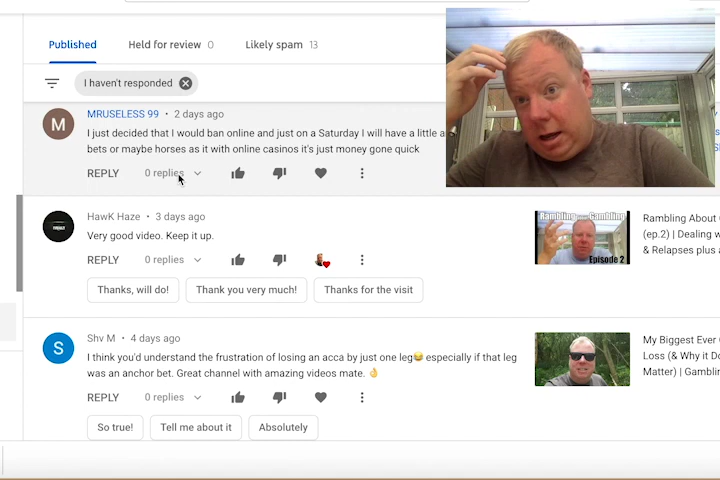 Published
Held for review 0
Likely spam 13
I haven't responded
M
MRUSELESS 99 • 2 days ago
I just decided that I would ban online and just on a Saturday I will have a little a
bets or maybe horses as it with online casinos it's just money gone quick
REPLY 0 replies
HawK Haze • 3 days ago
Very good video. Keep it up.
REPLY 0 replies
Thanks, will do! Thank you very much! Thanks for the visit
Rambling Gambling
Episode 2
Rambling About
(ep.2) | Dealing w
& Relapses plus a
S
Shv M • 4 days ago
I think you'd understand the frustration of losing an acca by just one leg😂 especially if that leg
was an anchor bet. Great channel with amazing videos mate. 👌
REPLY 0 replies
So true! Tell me about it Absolutely
My Biggest Ever
Loss (& Why it Do
Matter) | Gamblin